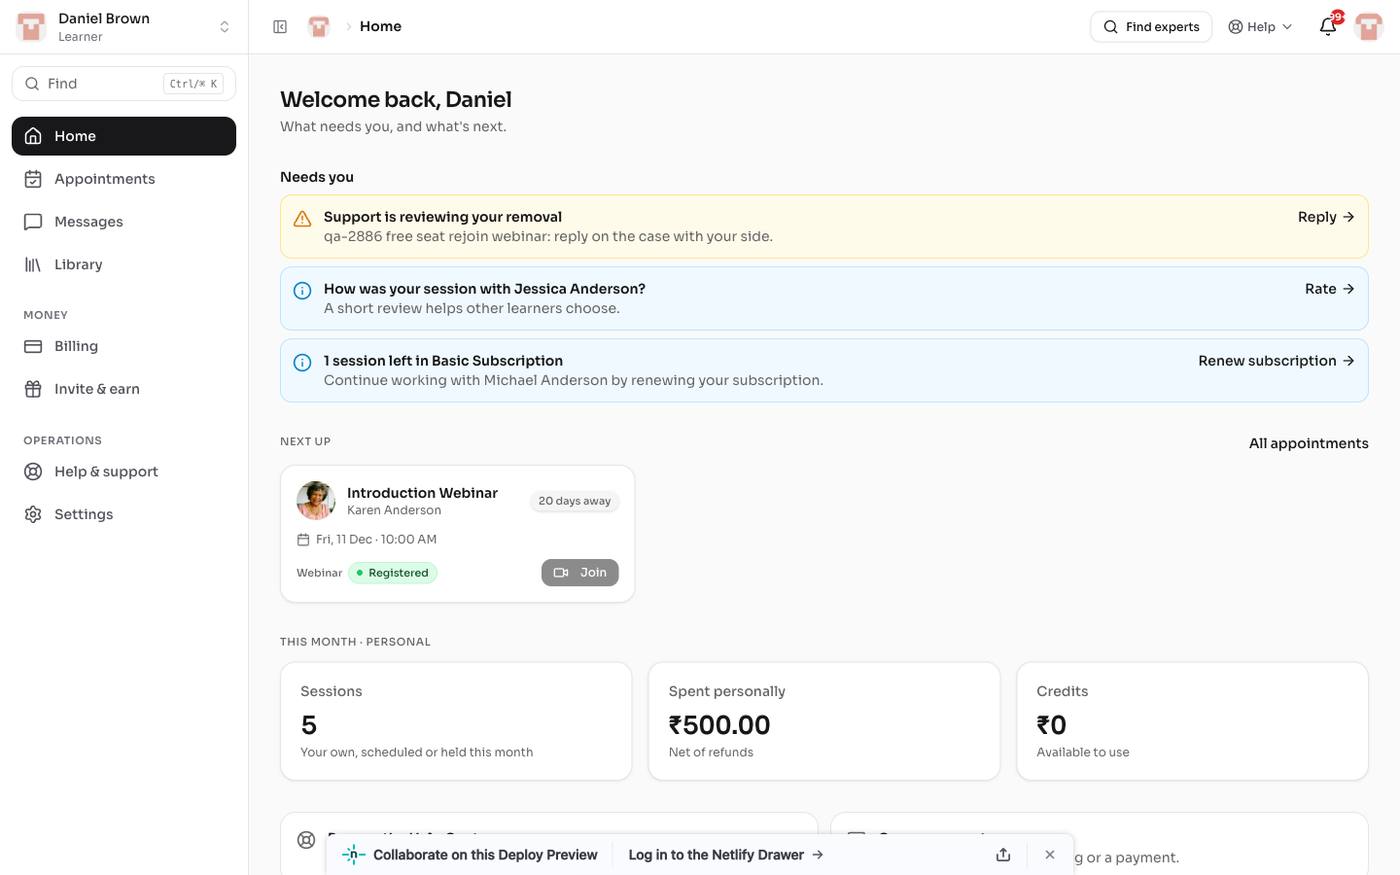 Daniel Brown
Learner
Find
Ctrl/⌘ K
Home
Appointments
Messages
Library
MONEY
Billing
Invite & earn
OPERATIONS
Help & support
Settings
Home
Find experts
Help
99+
Welcome back, Daniel
What needs you, and what's next.
Needs you
Support is reviewing your removal
Reply →
qa-2886 free seat rejoin webinar: reply on the case with your side.
How was your session with Jessica Anderson?
Rate →
A short review helps other learners choose.
1 session left in Basic Subscription
Renew subscription →
Continue working with Michael Anderson by renewing your subscription.
NEXT UP
All appointments
Introduction Webinar
Karen Anderson
20 days away
Fri, 11 Dec · 10:00 AM
Webinar
Registered
Join
THIS MONTH · PERSONAL
Sessions
5
Your own, scheduled or held this month
Spent personally
₹500.00
Net of refunds
Credits
₹0
Available to use
g or a payment.
Collaborate on this Deploy Preview
Log in to the Netlify Drawer →